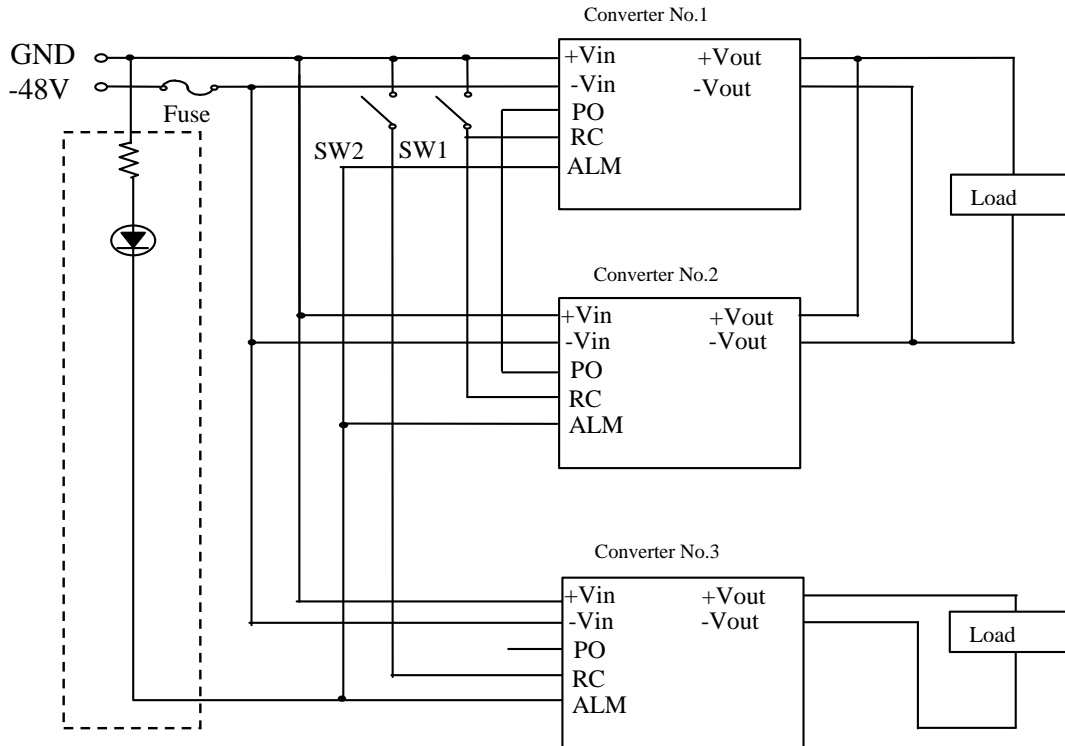 Converter No.1
GND
-48V
Fuse
SW2
SW1
+Vin
-Vin
PO
RC
ALM
+Vout
-Vout
Load
Converter No.2
+Vin
-Vin
PO
RC
ALM
+Vout
-Vout
Converter No.3
+Vin
-Vin
PO
RC
ALM
+Vout
-Vout
Load